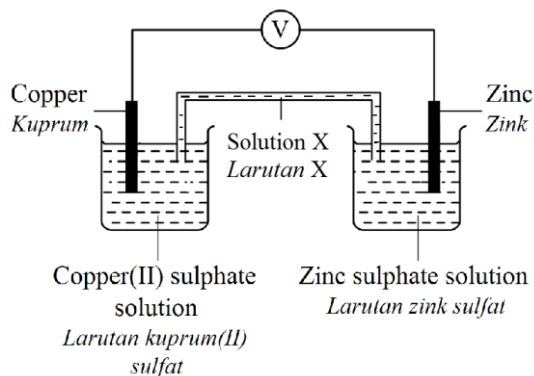 V
Copper
Kuprum
Zinc
Zink
Solution X
Larutan X
Copper(II) sulphate
solution
Larutan kuprum(II)
sulfat
Zinc sulphate solution
Larutan zink sulfat